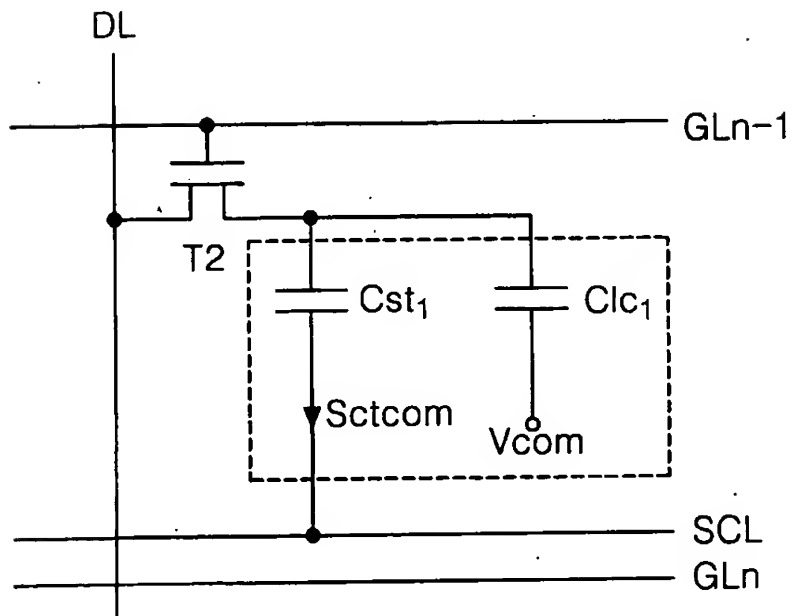 DL
GLn-1
T2
Cst₁
Clc₁
Sctcom
Vcom
SCL
GLn